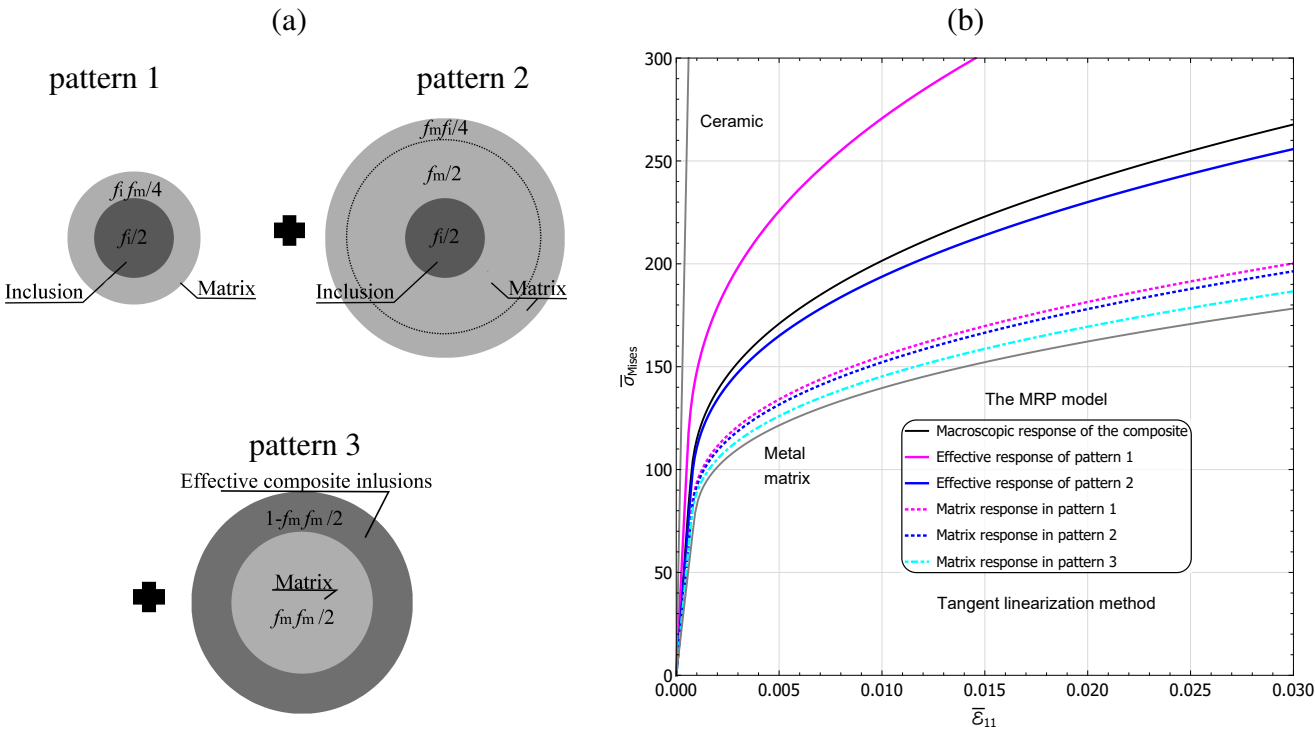 (a)
pattern 1
pattern 2
fi fm/4
fi/2
Inclusion
Matrix
fmfi/4
fm/2
fi/2
Inclusion
Matrix
pattern 3
Effective composite inlusions
1-fm fm /2
Matrix
fm fm /2
(b)
300
250
200
150
100
50
0
σ̅Mises
Ceramic
Metal
matrix
The MRP model
Macroscopic response of the composite
Effective response of pattern 1
Effective response of pattern 2
Matrix response in pattern 1
Matrix response in pattern 2
Matrix response in pattern 3
Tangent linearization method
0.000 0.005 0.010 0.015 0.020 0.025 0.030
ε̅11